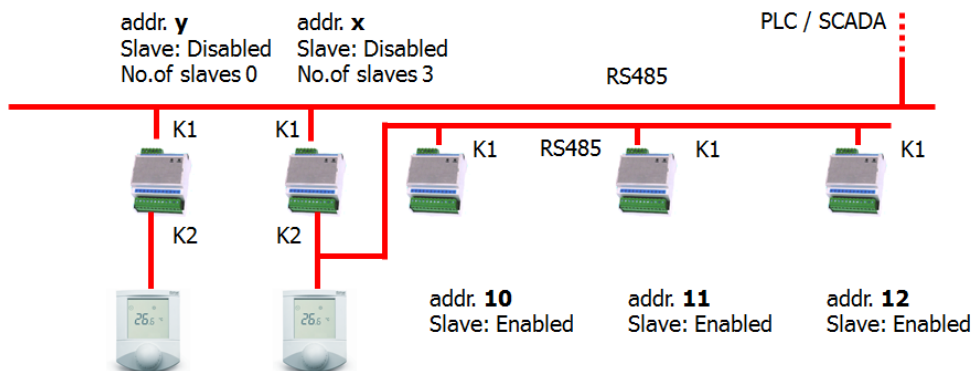 addr. y
Slave: Disabled
No.of slaves 0
addr. x
Slave: Disabled
No.of slaves 3
PLC / SCADA
RS485
K1
K1
K1
RS485
K1
K1
K2
K2
addr. 10
Slave: Enabled
addr. 11
Slave: Enabled
addr. 12
Slave: Enabled